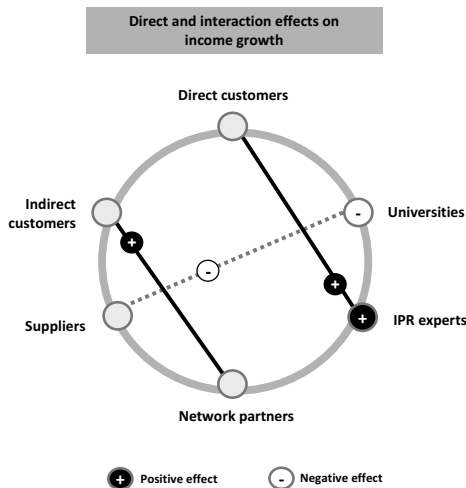 Direct and interaction effects on
income growth
Direct customers
Indirect
customers
Universities
+
-
-
+
Suppliers
+
IPR experts
Network partners
+ Positive effect
- Negative effect